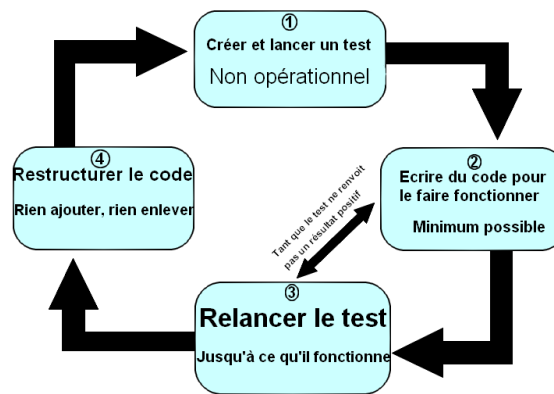 ①
Créer et lancer un test
Non opérationnel
②
Ecrire du code pour
le faire fonctionner
Minimum possible
Tant que le test ne renvoit
pas un résultat positif
③
Relancer le test
Jusqu'à ce qu'il fonctionne
④
Restructurer le code
Rien ajouter, rien enlever